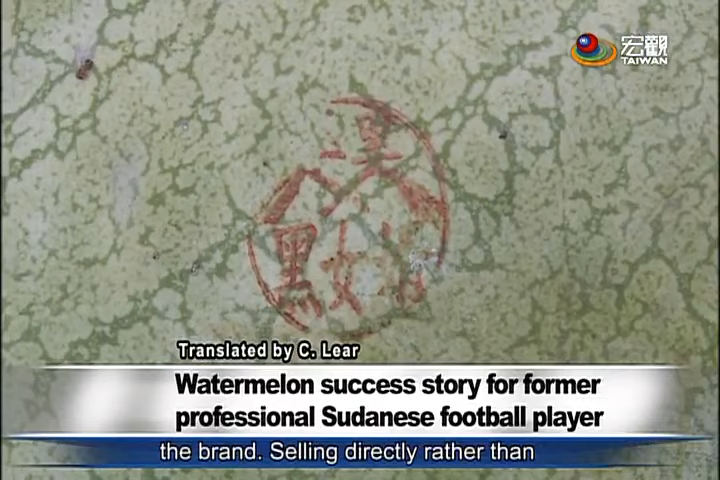 宏觀
TAIWAN
黑
Translated by C. Lear
Watermelon success story for former
professional Sudanese football player
the brand. Selling directly rather than